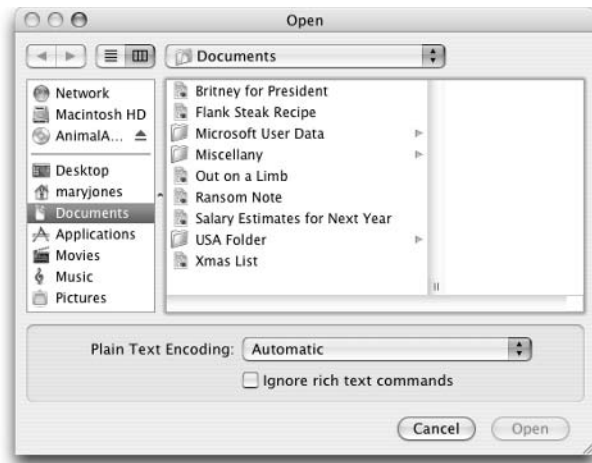 Open
Documents
Network
Macintosh HD
AnimalA...
Desktop
maryjones
Documents
Applications
Movies
Music
Pictures
Britney for President
Flank Steak Recipe
Microsoft User Data
Miscellany
Out on a Limb
Ransom Note
Salary Estimates for Next Year
USA Folder
Xmas List
Plain Text Encoding: Automatic
Ignore rich text commands
Cancel Open